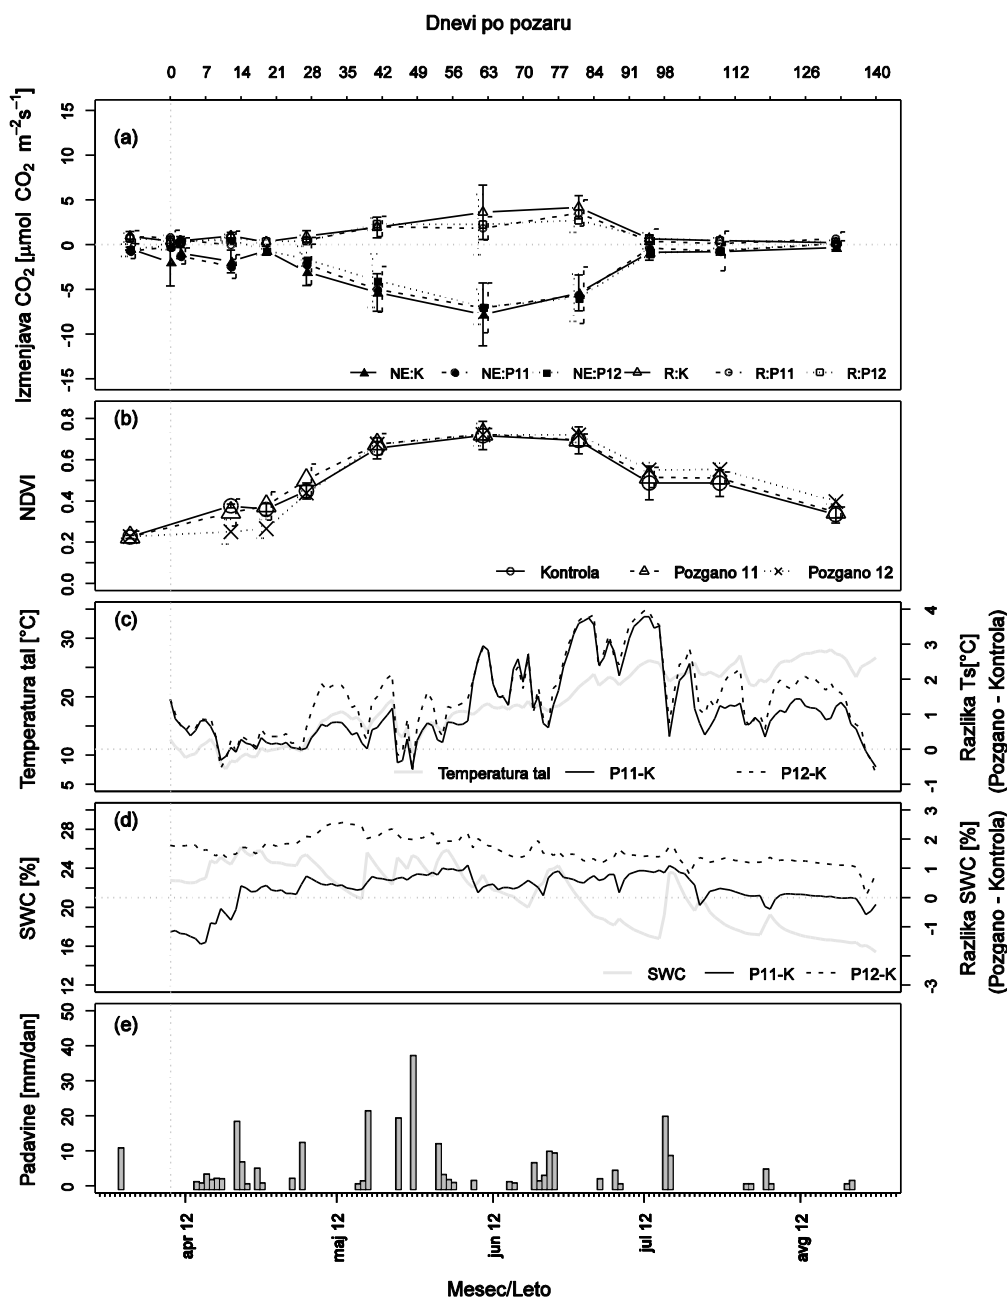 Dnevi po pozaru
0 7 14 21 28 35 42 49 56 63 70 77 84 91 98 112 126 140
Izmenjava CO2 [µmol CO2 m−2s−1]
15
10
5
0
-5
-10
-15
(a)
NE:K NE:P11 NE:P12 R:K R:P11 R:P12
NDVI
0.8
0.6
0.4
0.2
0.0
(b)
Kontrola Pozgano 11 Pozgano 12
Temperatura tal [°C]
30
20
10
5
(c)
Temperatura tal P11-K P12-K
4
3
2
1
0
-1
Razlika Ts[°C]
(Pozgano - Kontrola)
SWC [%]
28
24
20
16
12
(d)
SWC P11-K P12-K
3
2
1
0
-1
-3
Razlika SWC [%]
(Pozgano - Kontrola)
Padavine [mm/dan]
50
40
30
20
10
0
(e)
apr 12 maj 12 jun 12 jul 12 avg 12
Mesec/Leto